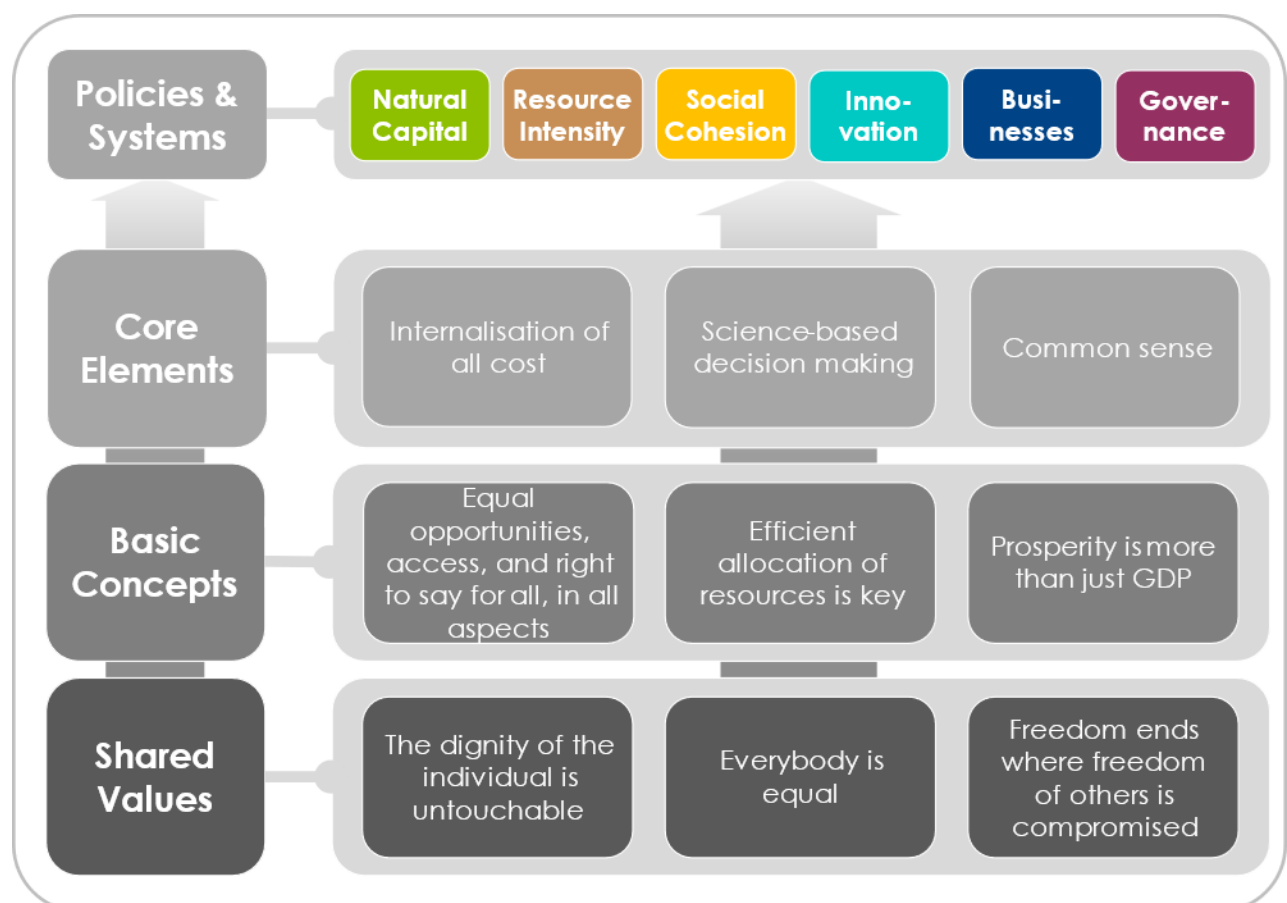 Policies &
Systems
Natural
Capital
Resource
Intensity
Social
Cohesion
Inno-
vation
Busi-
nesses
Gover-
nance
Core
Elements
Internalisation of
all cost
Science-based
decision making
Common sense
Basic
Concepts
Equal
opportunities,
access, and right
to say for all, in all
aspects
Efficient
allocation of
resources is key
Prosperity is more
than just GDP
Shared
Values
The dignity of the
individual is
untouchable
Everybody is
equal
Freedom ends
where freedom
of others is
compromised